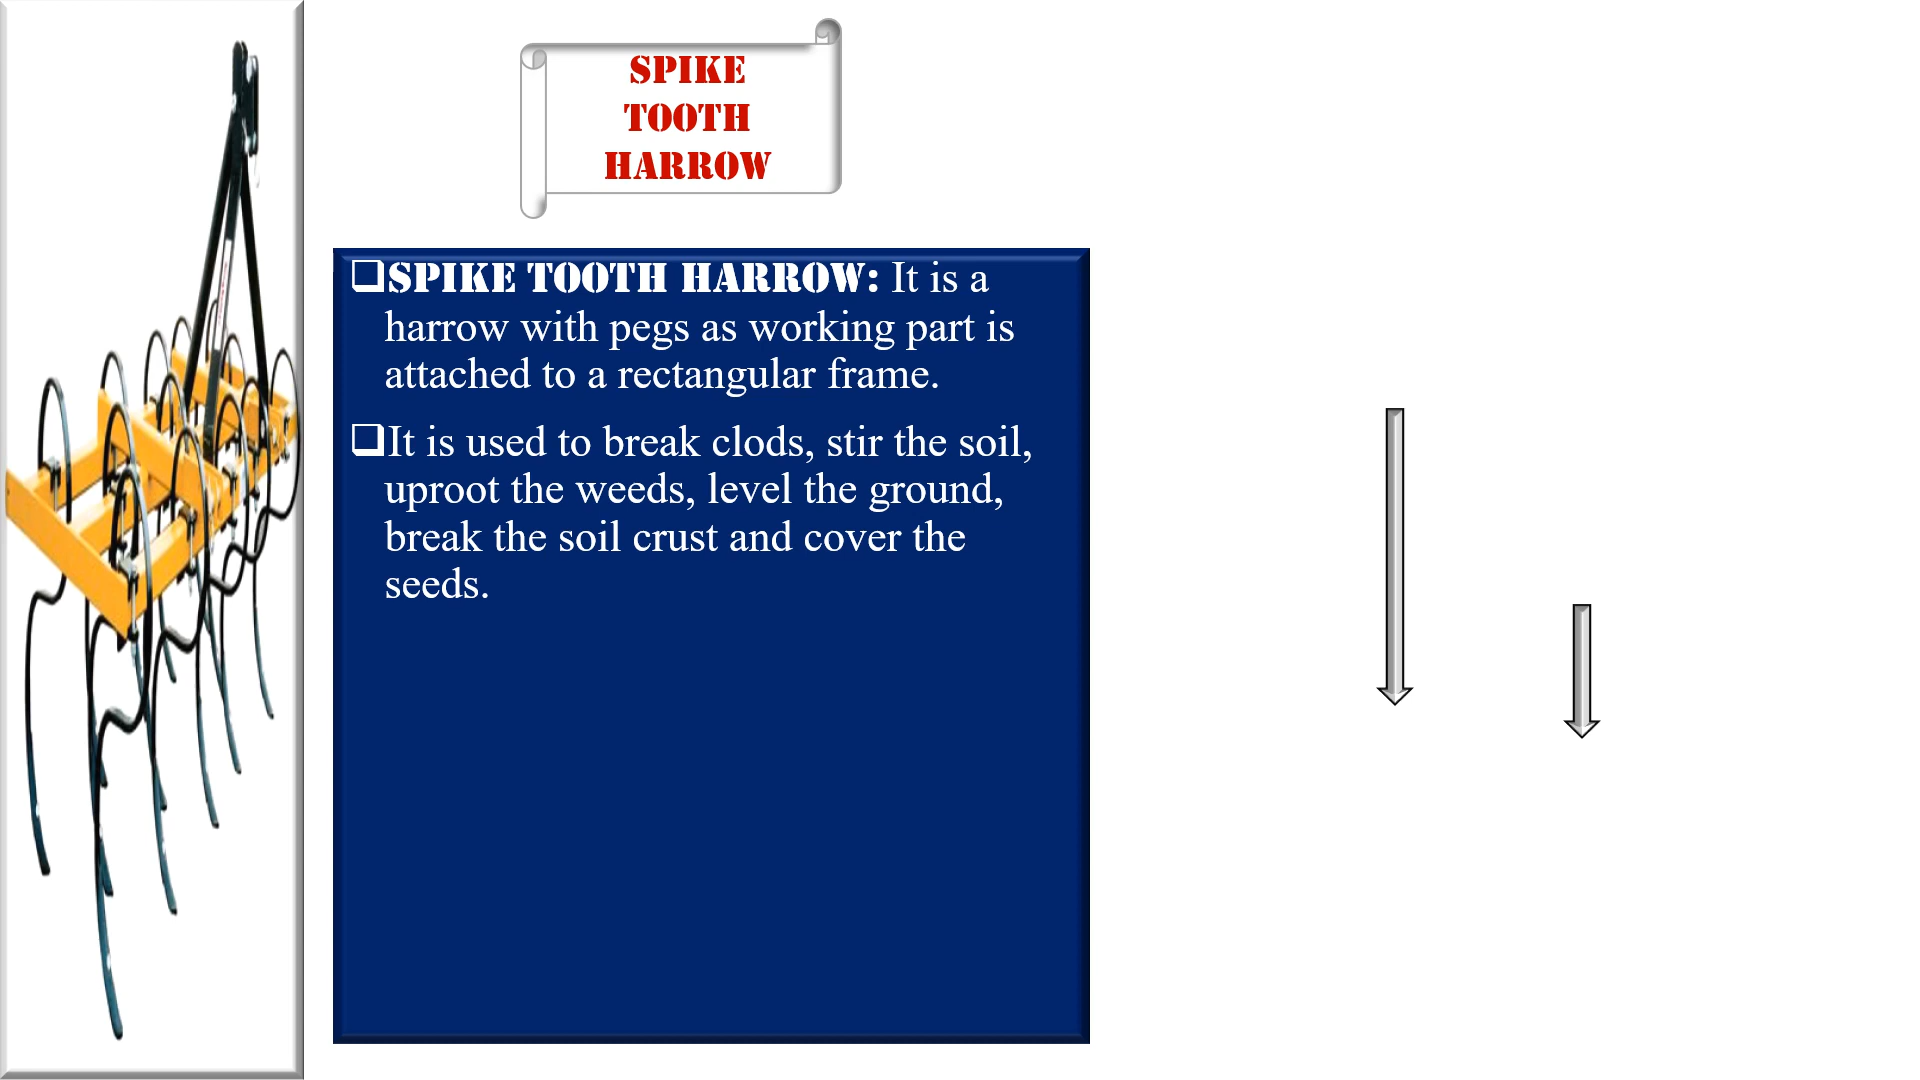 SPIKE
TOOTH
HARROW
❑SPIKE TOOTH HARROW: It is a
harrow with pegs as working part is
attached to a rectangular frame.
❑It is used to break clods, stir the soil,
uproot the weeds, level the ground,
break the soil crust and cover the
seeds.